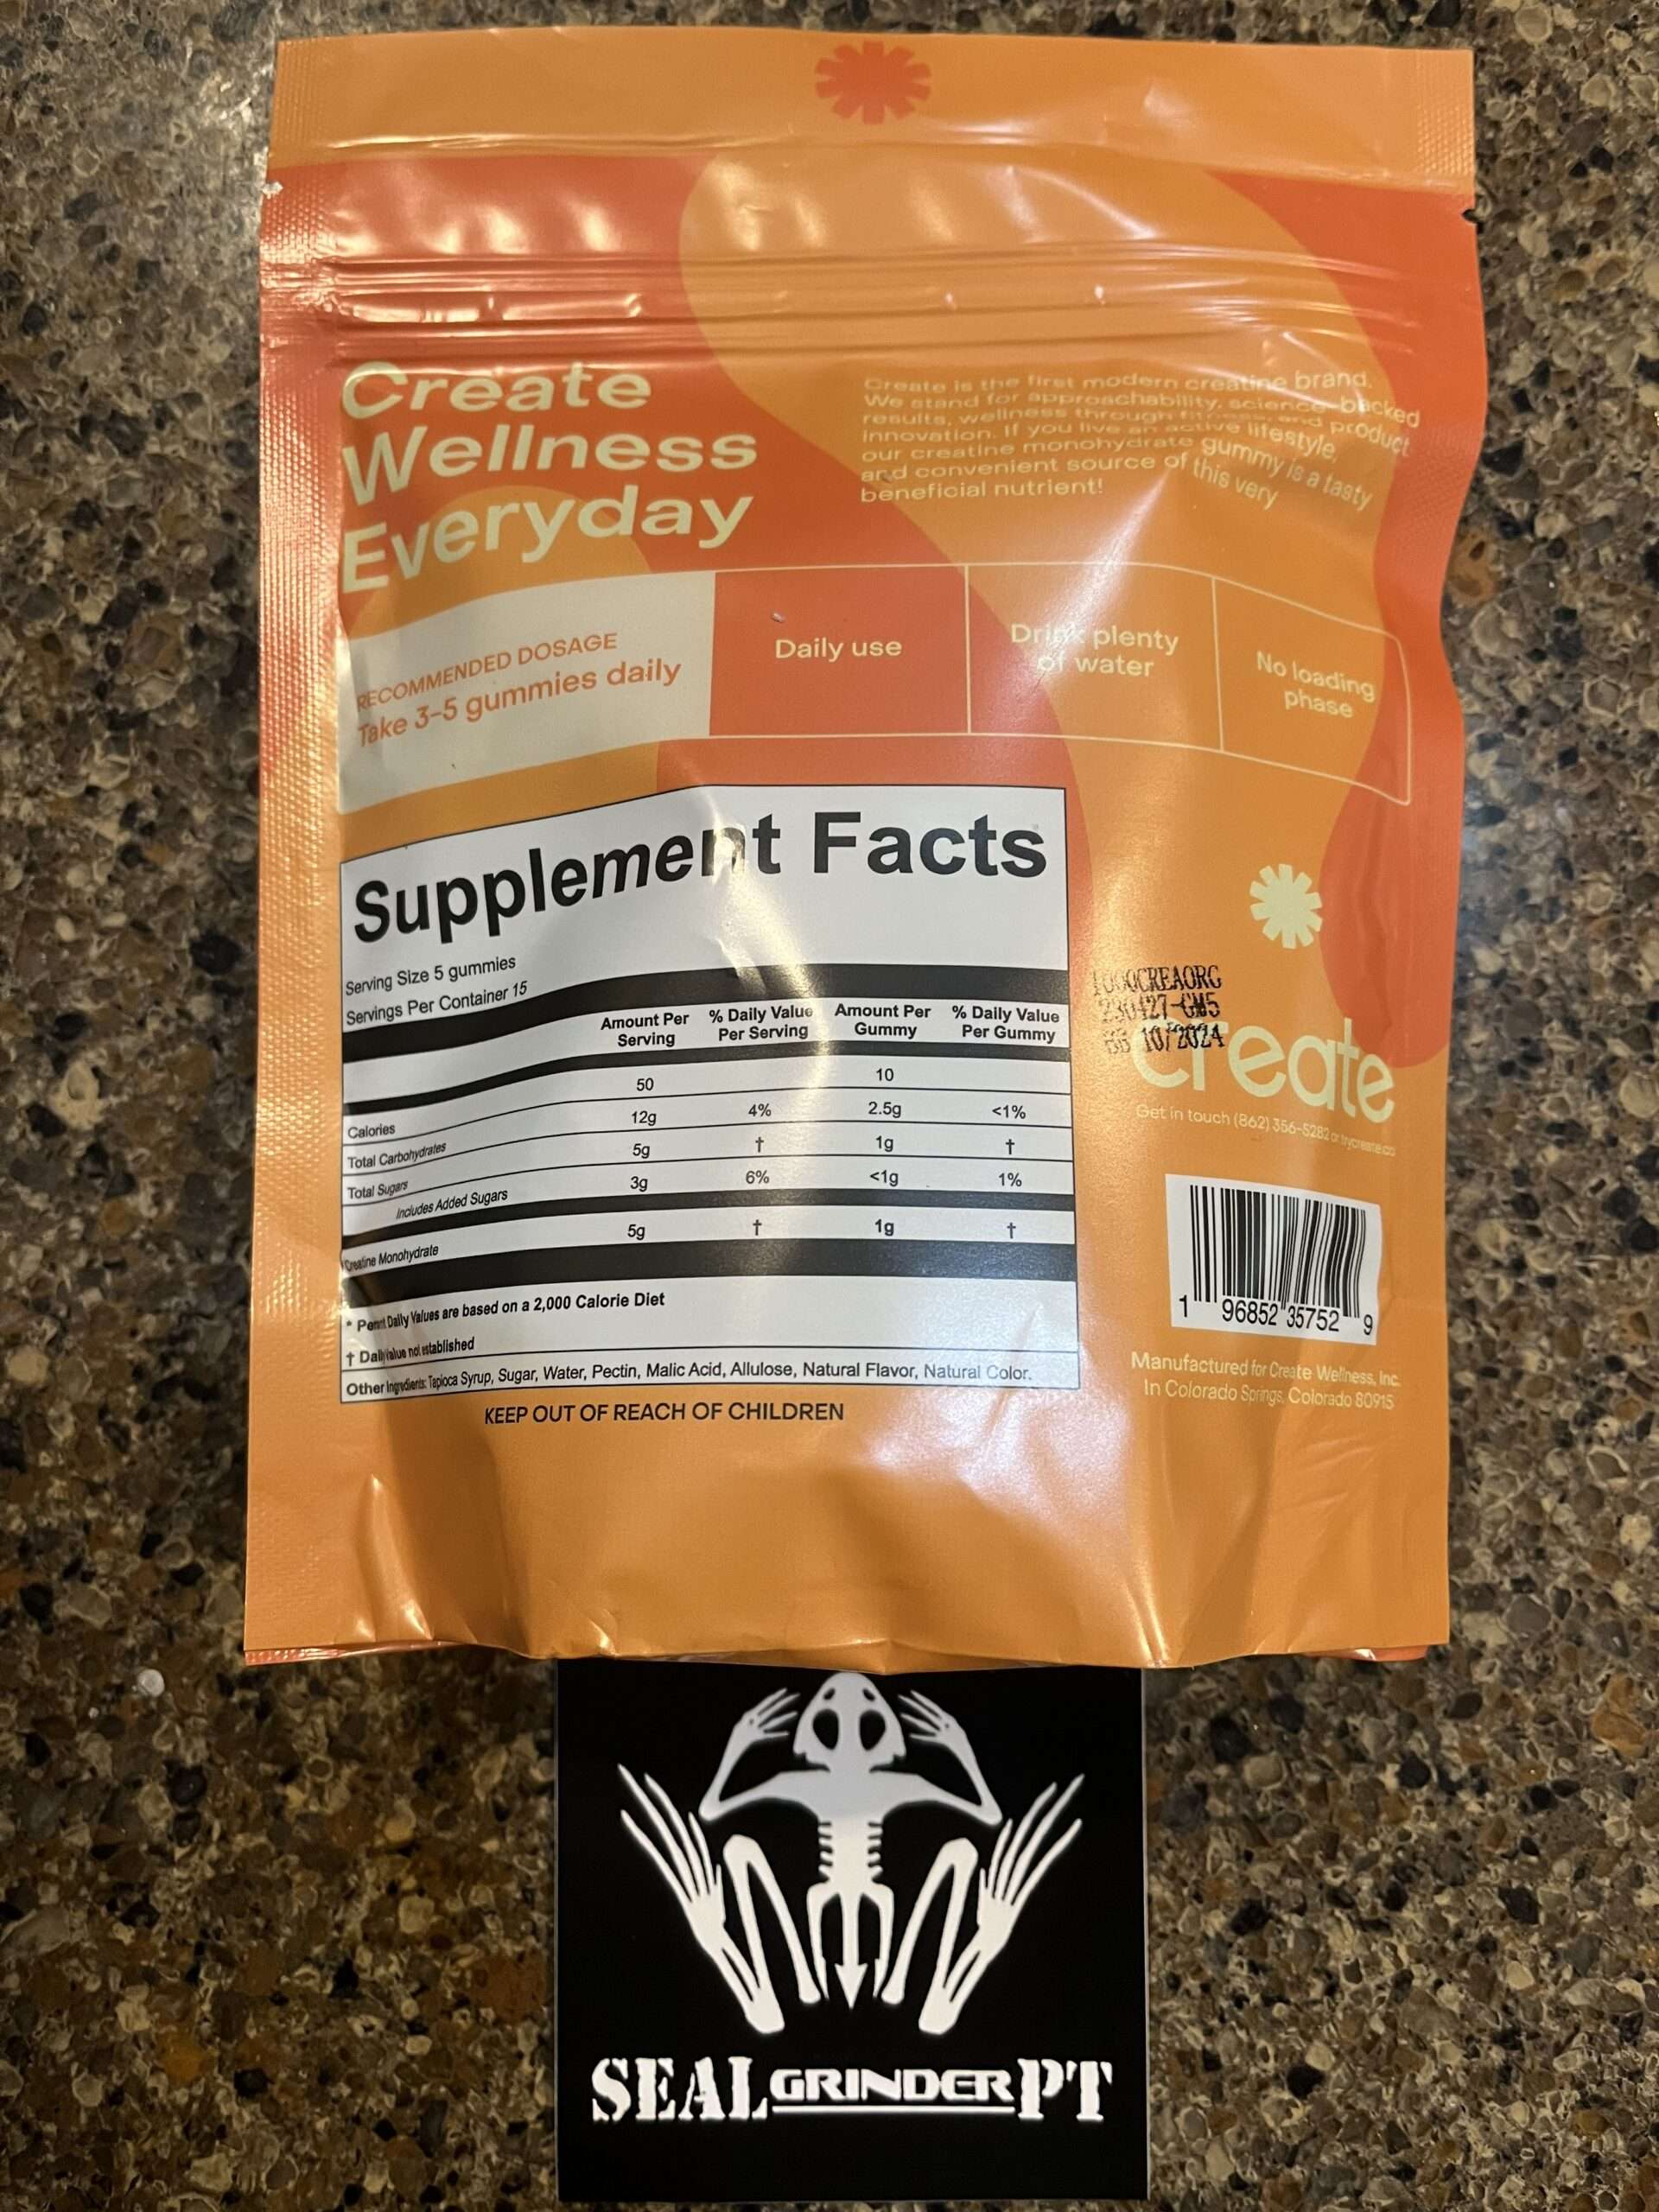 Create
Wellness
Everyday
Create is the first modern creatine brand.
We stand for approachability, science-backed
results, wellness through fitness and product
innovation. If you live an active lifestyle,
our creatine monohydrate gummy is a tasty
and convenient source of this very
beneficial nutrient!
RECOMMENDED DOSAGE
Take 3-5 gummies daily
Daily use
Drink plenty
of water
No loading
phase
Supplement Facts
Serving Size 5 gummies
Servings Per Container 15
Amount Per Serving % Daily Value Per Serving Amount Per Gummy % Daily Value Per Gummy
Calories 50 10
Total Carbohydrates 12g 4% 2.5g <1%
Total Sugars 5g † 1g †
Includes Added Sugars 3g 6% <1g 1%
Creatine Monohydrate 5g † 1g †
* Daily Values are based on a 2,000 Calorie Diet
† Daily Value not established
Other Ingredients: Tapioca Syrup, Sugar, Water, Pectin, Malic Acid, Allulose, Natural Flavor, Natural Color.
KEEP OUT OF REACH OF CHILDREN
1000CREAORG
230427-GM5
BB 10/2024
create
Get in touch (862) 356-5282 or trycreate.co
1 96852 35752 9
Manufactured for Create Wellness, Inc.
In Colorado Springs, Colorado 80915
SEAL GRINDER PT